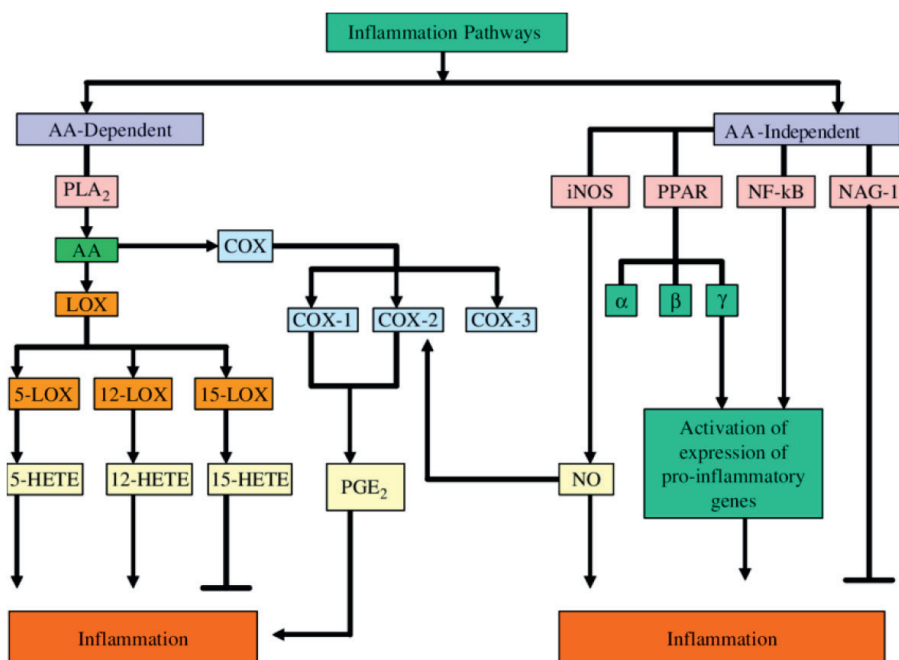 Inflammation Pathways
AA-Dependent
AA-Independent
PLA₂
iNOS
PPAR
NF-kB
NAG-1
AA
COX
LOX
α
β
γ
COX-1
COX-2
COX-3
5-LOX
12-LOX
15-LOX
Activation of
expression of
pro-inflammatory
genes
5-HETE
12-HETE
15-HETE
PGE₂
NO
Inflammation
Inflammation